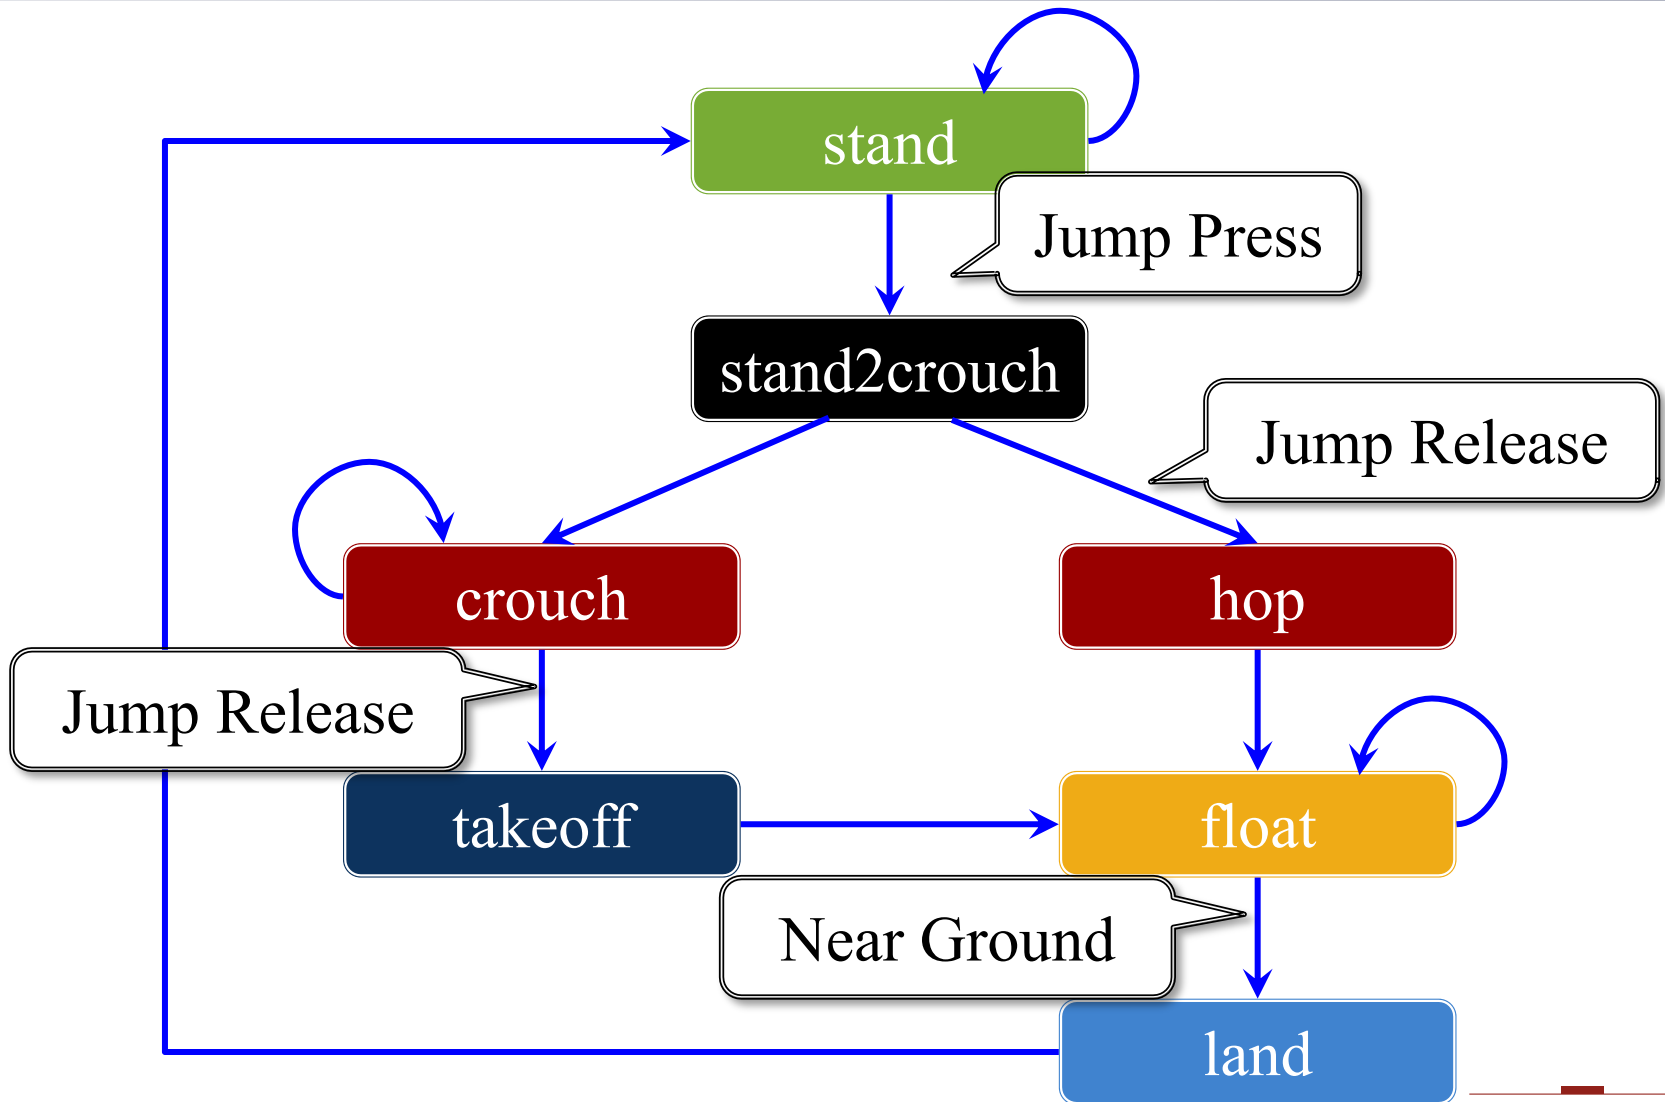 stand
Jump Press
stand2crouch
Jump Release
crouch
hop
Jump Release
takeoff
float
Near Ground
land